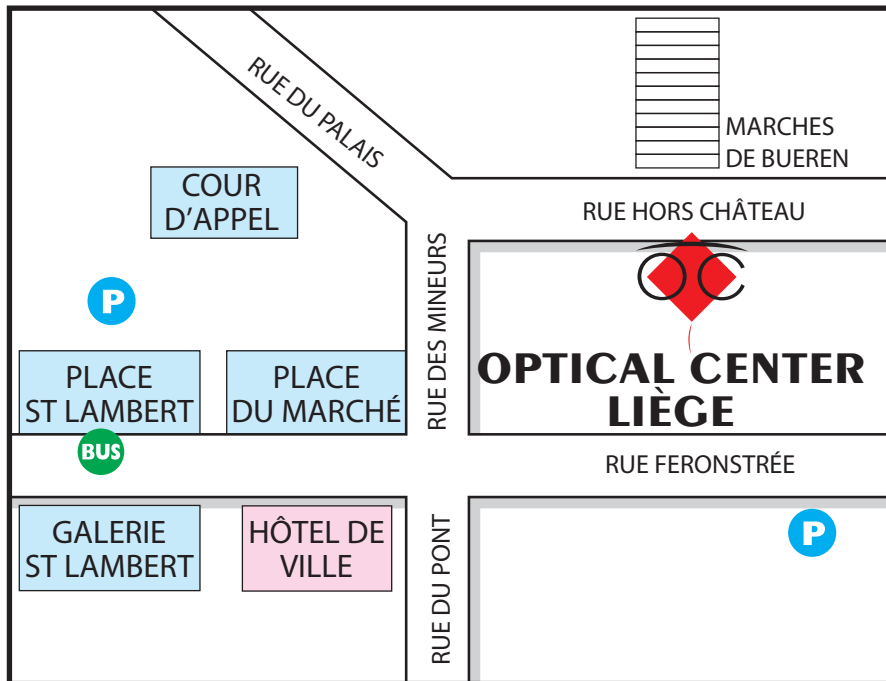 RUE DU PALAIS
MARCHES
DE BUEREN
COUR
D’APPEL
RUE HORS CHÂTEAU
P
RUE DES MINEURS
OC
PLACE
ST LAMBERT
PLACE
DU MARCHÉ
OPTICAL CENTER
LIÈGE
BUS
RUE FERONSTRÉE
GALERIE
ST LAMBERT
HÔTEL DE
VILLE
RUE DU PONT
P